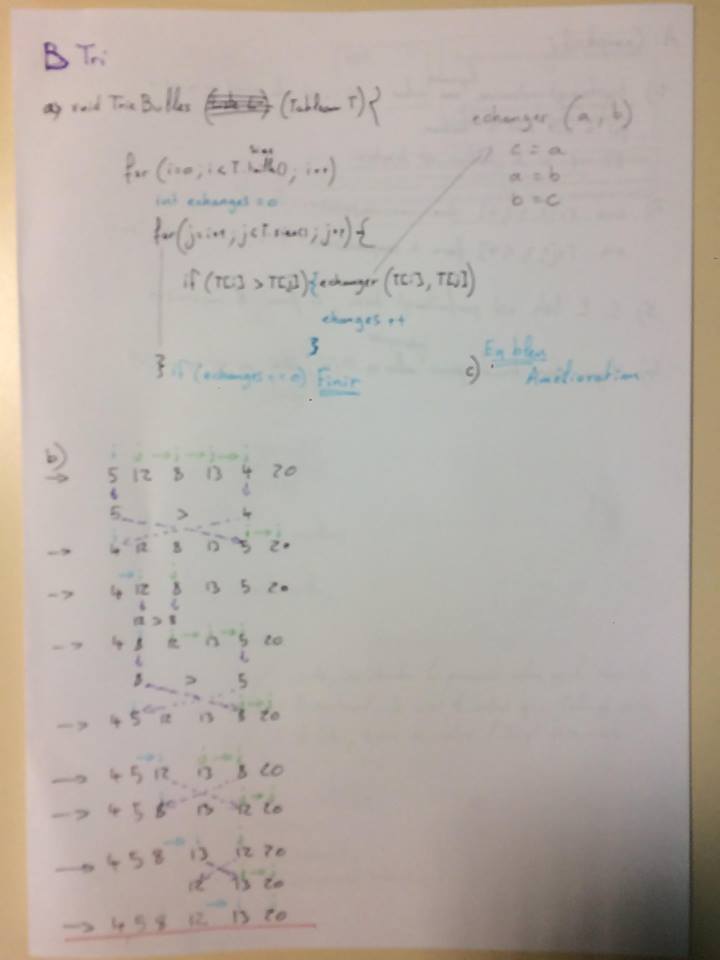 B Tri
a) void Trie Bulles (Tableau T) {
for (i=0; i<T.size(); i++)
int echanges = 0
for (j=i+1; j<T.size(); j++) {
if (T[i] > T[j]) { echanger (T[i], T[j])
echanges ++
}
} if (echanges == 0) Finir
echanger (a, b)
c = a
a = b
b = c
c) En bleu
Amélioration
b)
-> 5 12 8 13 4 20
5 > 4
-> 4 12 8 13 5 20
-> 4 12 8 13 5 20
12 > 8
-> 4 8 12 13 5 20
8 > 5
-> 4 5 12 13 8 20
-> 4 5 12 13 8 20
-> 4 5 8 13 12 20
-> 4 5 8 13 12 20
12 13 20
-> 4 5 8 12 13 20